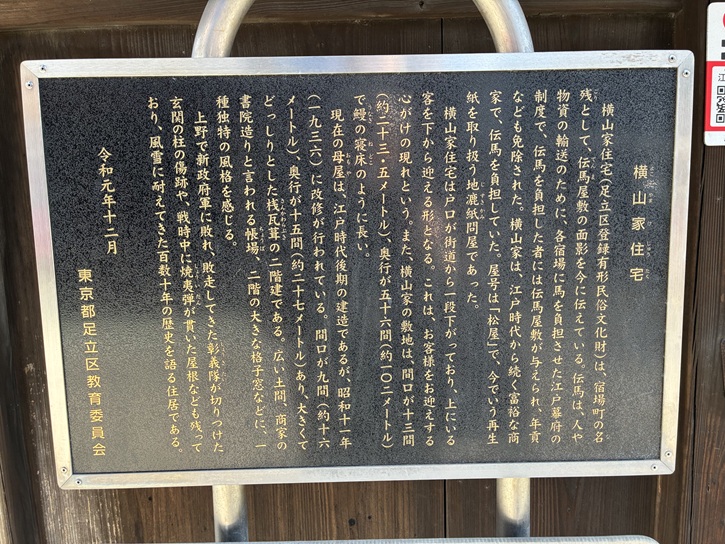 横山家住宅
横山家住宅(足立区登録有形民俗文化財)は、宿場町の名
残として、伝馬屋敷の面影を今に伝えている。伝馬は、人や
物資の輸送のために、各宿場に馬を負担させた江戸幕府の
制度で、伝馬を負担した者には伝馬屋敷が与えられ、年貢
なども免除された。横山家は、江戸時代から続く富裕な商
家で、伝馬を負担していた。屋号は「松屋」で、今でいう再生
紙を取り扱う地漉紙問屋であった。
横山家住宅は戸口が街道から一段下がっており、上にいる
客を下から迎える形となる。これは、お客様をお迎えする
心がけの現れという。また、横山家の敷地は、間口が十三間
(約二十三・五メートル)、奥行が五十六間(約一〇二メートル)
で鰻の寝床のように長い。
現在の母屋は、江戸時代後期の建造であるが、昭和十一年
(一九三六)に改修が行われている。間口が九間(約十六
メートル)、奥行が十五間(約二十七メートル)あり、大きくて
どっしりとした桟瓦葺の二階建である。広い土間、商家の
書院造りと言われる帳場、二階の大きな格子窓などに、一
種独特の風格を感じる。
上野で新政府軍に敗れ、敗走してきた彰義隊が切りつけた
玄関の柱の傷跡や、戦時中に焼夷弾が貫いた屋根なども残って
おり、風雪に耐えてきた百数十年の歴史を語る住居である。
令和元年十二月
東京都足立区教育委員会
江